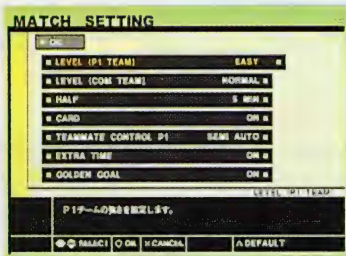 MATCH SETTING
OK
LEVEL (P1 TEAM) EASY
LEVEL (COM TEAM) NORMAL
HALF 5 MIN
CARD ON
TEAMMATE CONTROL P1 SEMI AUTO
EXTRA TIME ON
GOLDEN GOAL ON
LEVEL (P1 TEAM)
P1チームの強さを設定します。
SELECT ○ OK × CANCEL △ DEFAULT